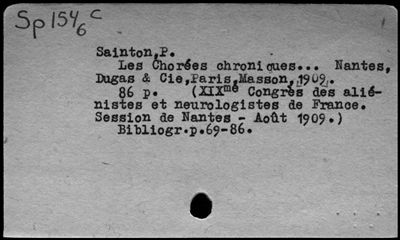 Sp 154/6 C
Sainton,P.
Les Chorées chroniques... Nantes,
Dugas & Cie,Paris,Masson, 1909.
86 p. (XIXme Congrès des alié-
nistes et neurologistes de France.
Session de Nantes - Août 1909.)
Bibliogr.p.69-86.